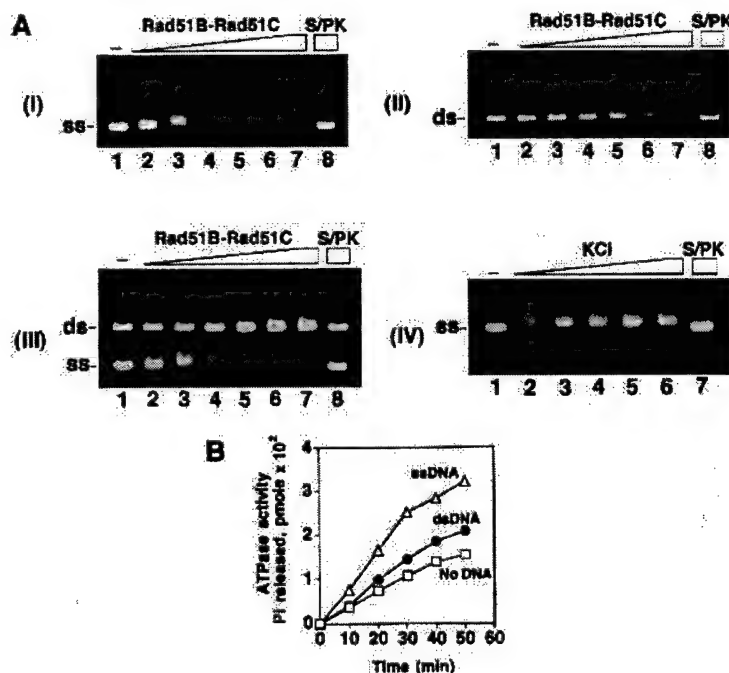 A
Rad51B-Rad51C S/PK
(I)
–
ss-
1 2 3 4 5 6 7 8
Rad51B-Rad51C S/PK
(II)
–
ds-
1 2 3 4 5 6 7 8
Rad51B-Rad51C S/PK
(III)
–
ds-
ss-
1 2 3 4 5 6 7 8
KCl S/PK
(IV)
–
ss-
1 2 3 4 5 6 7
B
ATPase activity
Pi released, pmole x 10²
4
3
2
1
0
ssDNA
dsDNA
No DNA
0 10 20 30 40 50 60
Time (min)